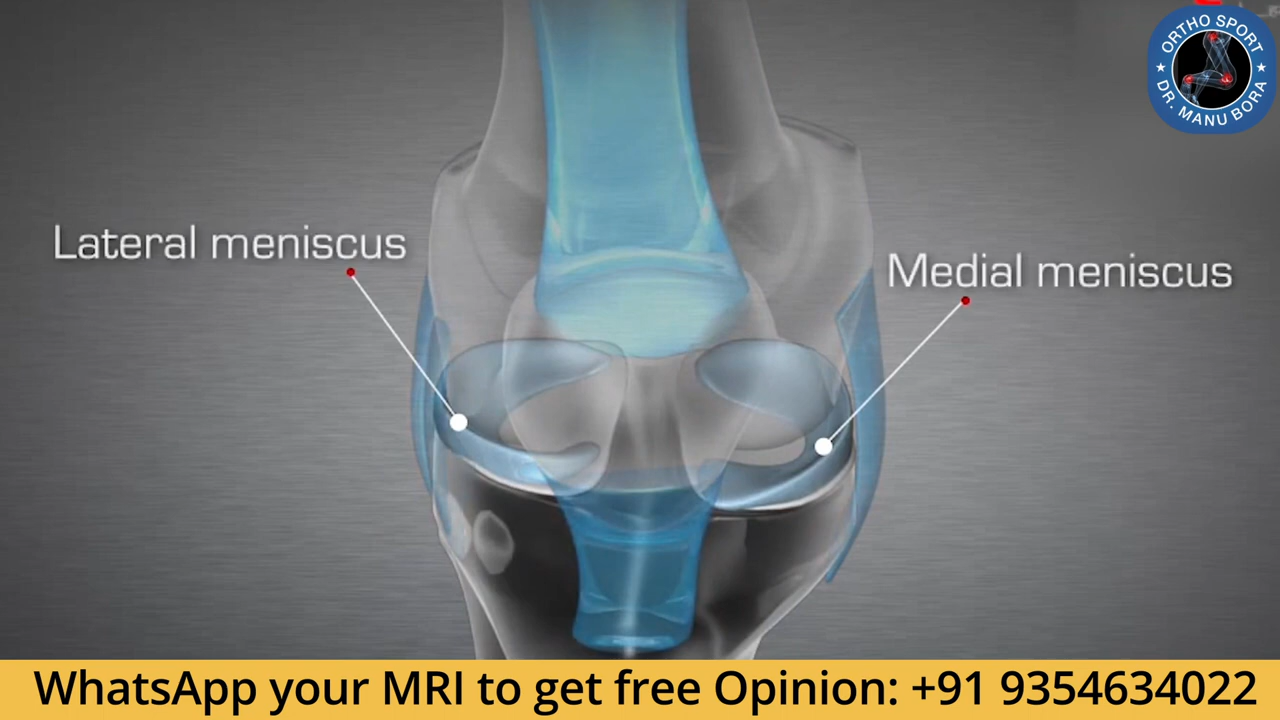 ORTHO SPORT
DR. MANU BORA
Lateral meniscus
Medial meniscus
WhatsApp your MRI to get free Opinion: +91 9354634022